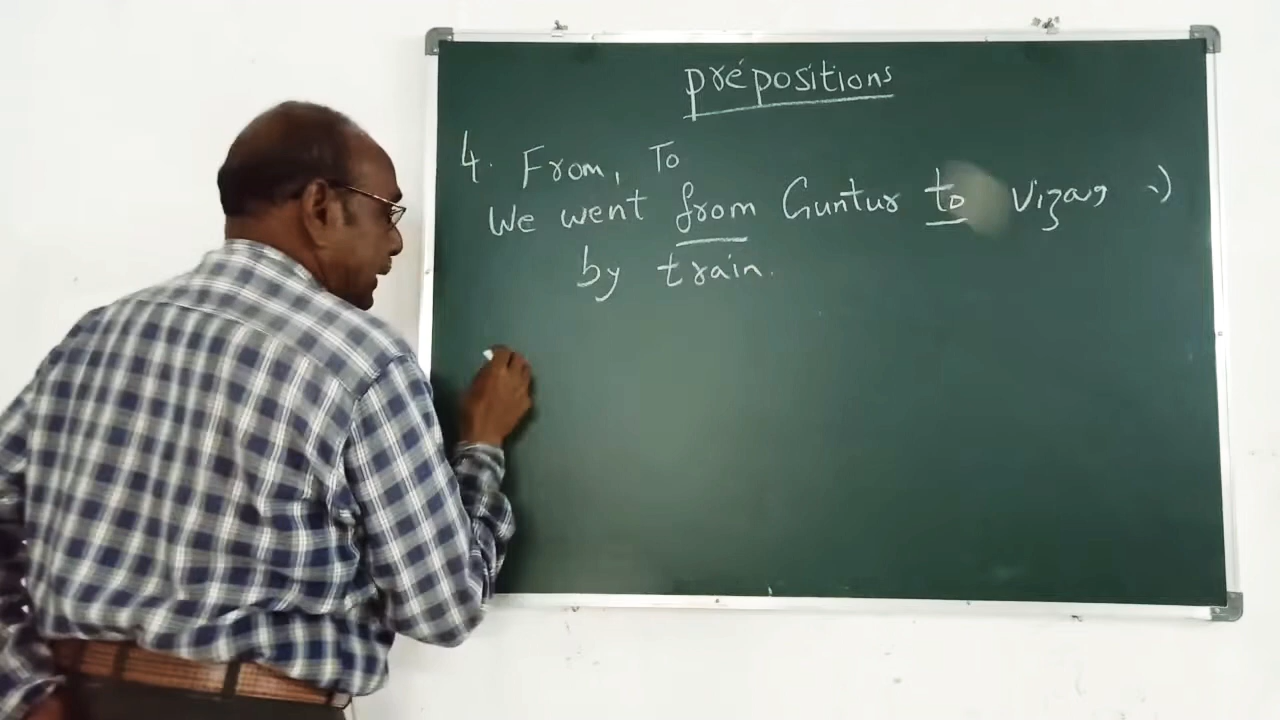 prepositions
4. From, To
We went from Guntur to Vizag
by train.